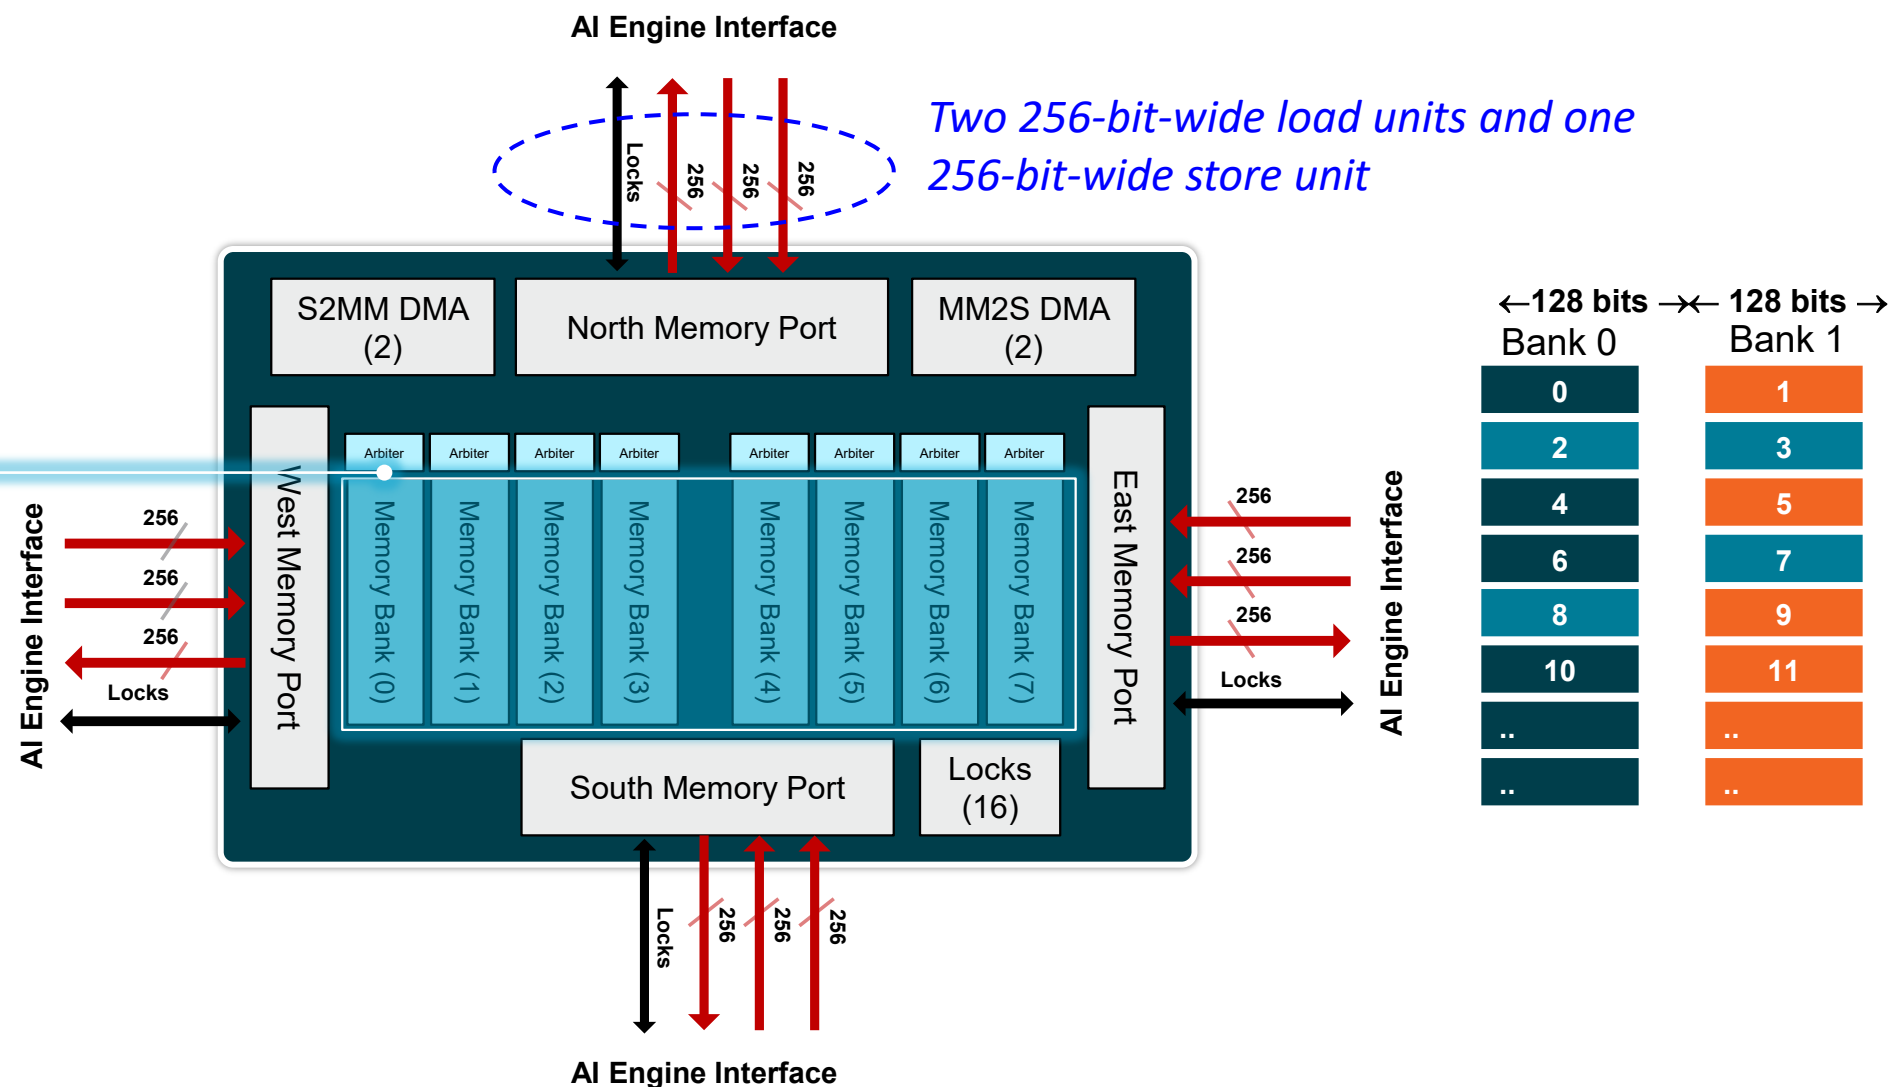 AI Engine Interface
Two 256-bit-wide load units and one
256-bit-wide store unit
Locks
256
256
256
S2MM DMA
(2)
North Memory Port
MM2S DMA
(2)
←128 bits →← 128 bits →
Bank 0
Bank 1
0
1
2
3
4
5
6
7
8
9
10
11
..
..
..
..
West Memory Port
Arbiter
Arbiter
Arbiter
Arbiter
Arbiter
Arbiter
Arbiter
Arbiter
Memory Bank (0)
Memory Bank (1)
Memory Bank (2)
Memory Bank (3)
Memory Bank (4)
Memory Bank (5)
Memory Bank (6)
Memory Bank (7)
East Memory Port
AI Engine Interface
256
256
256
Locks
256
256
256
Locks
AI Engine Interface
South Memory Port
Locks
(16)
Locks
256
256
256
AI Engine Interface